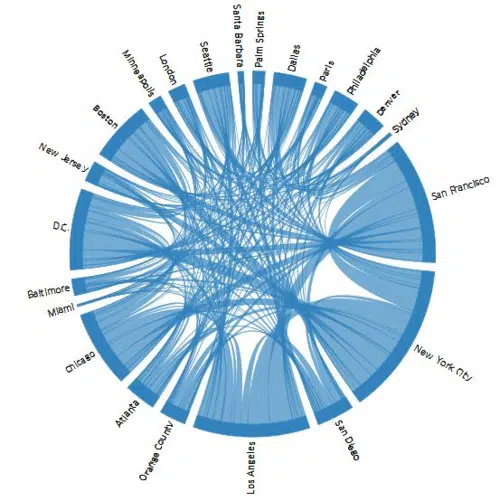 Santa Barbara
Palm Springs
Dallas
Paris
Philadelphia
Denver
Sydney
San Francisco
New York City
San Diego
Los Angeles
Orange County
Atlanta
Chicago
Miami
Baltimore
D.C.
New Jersey
Boston
Minneapolis
London
Seattle